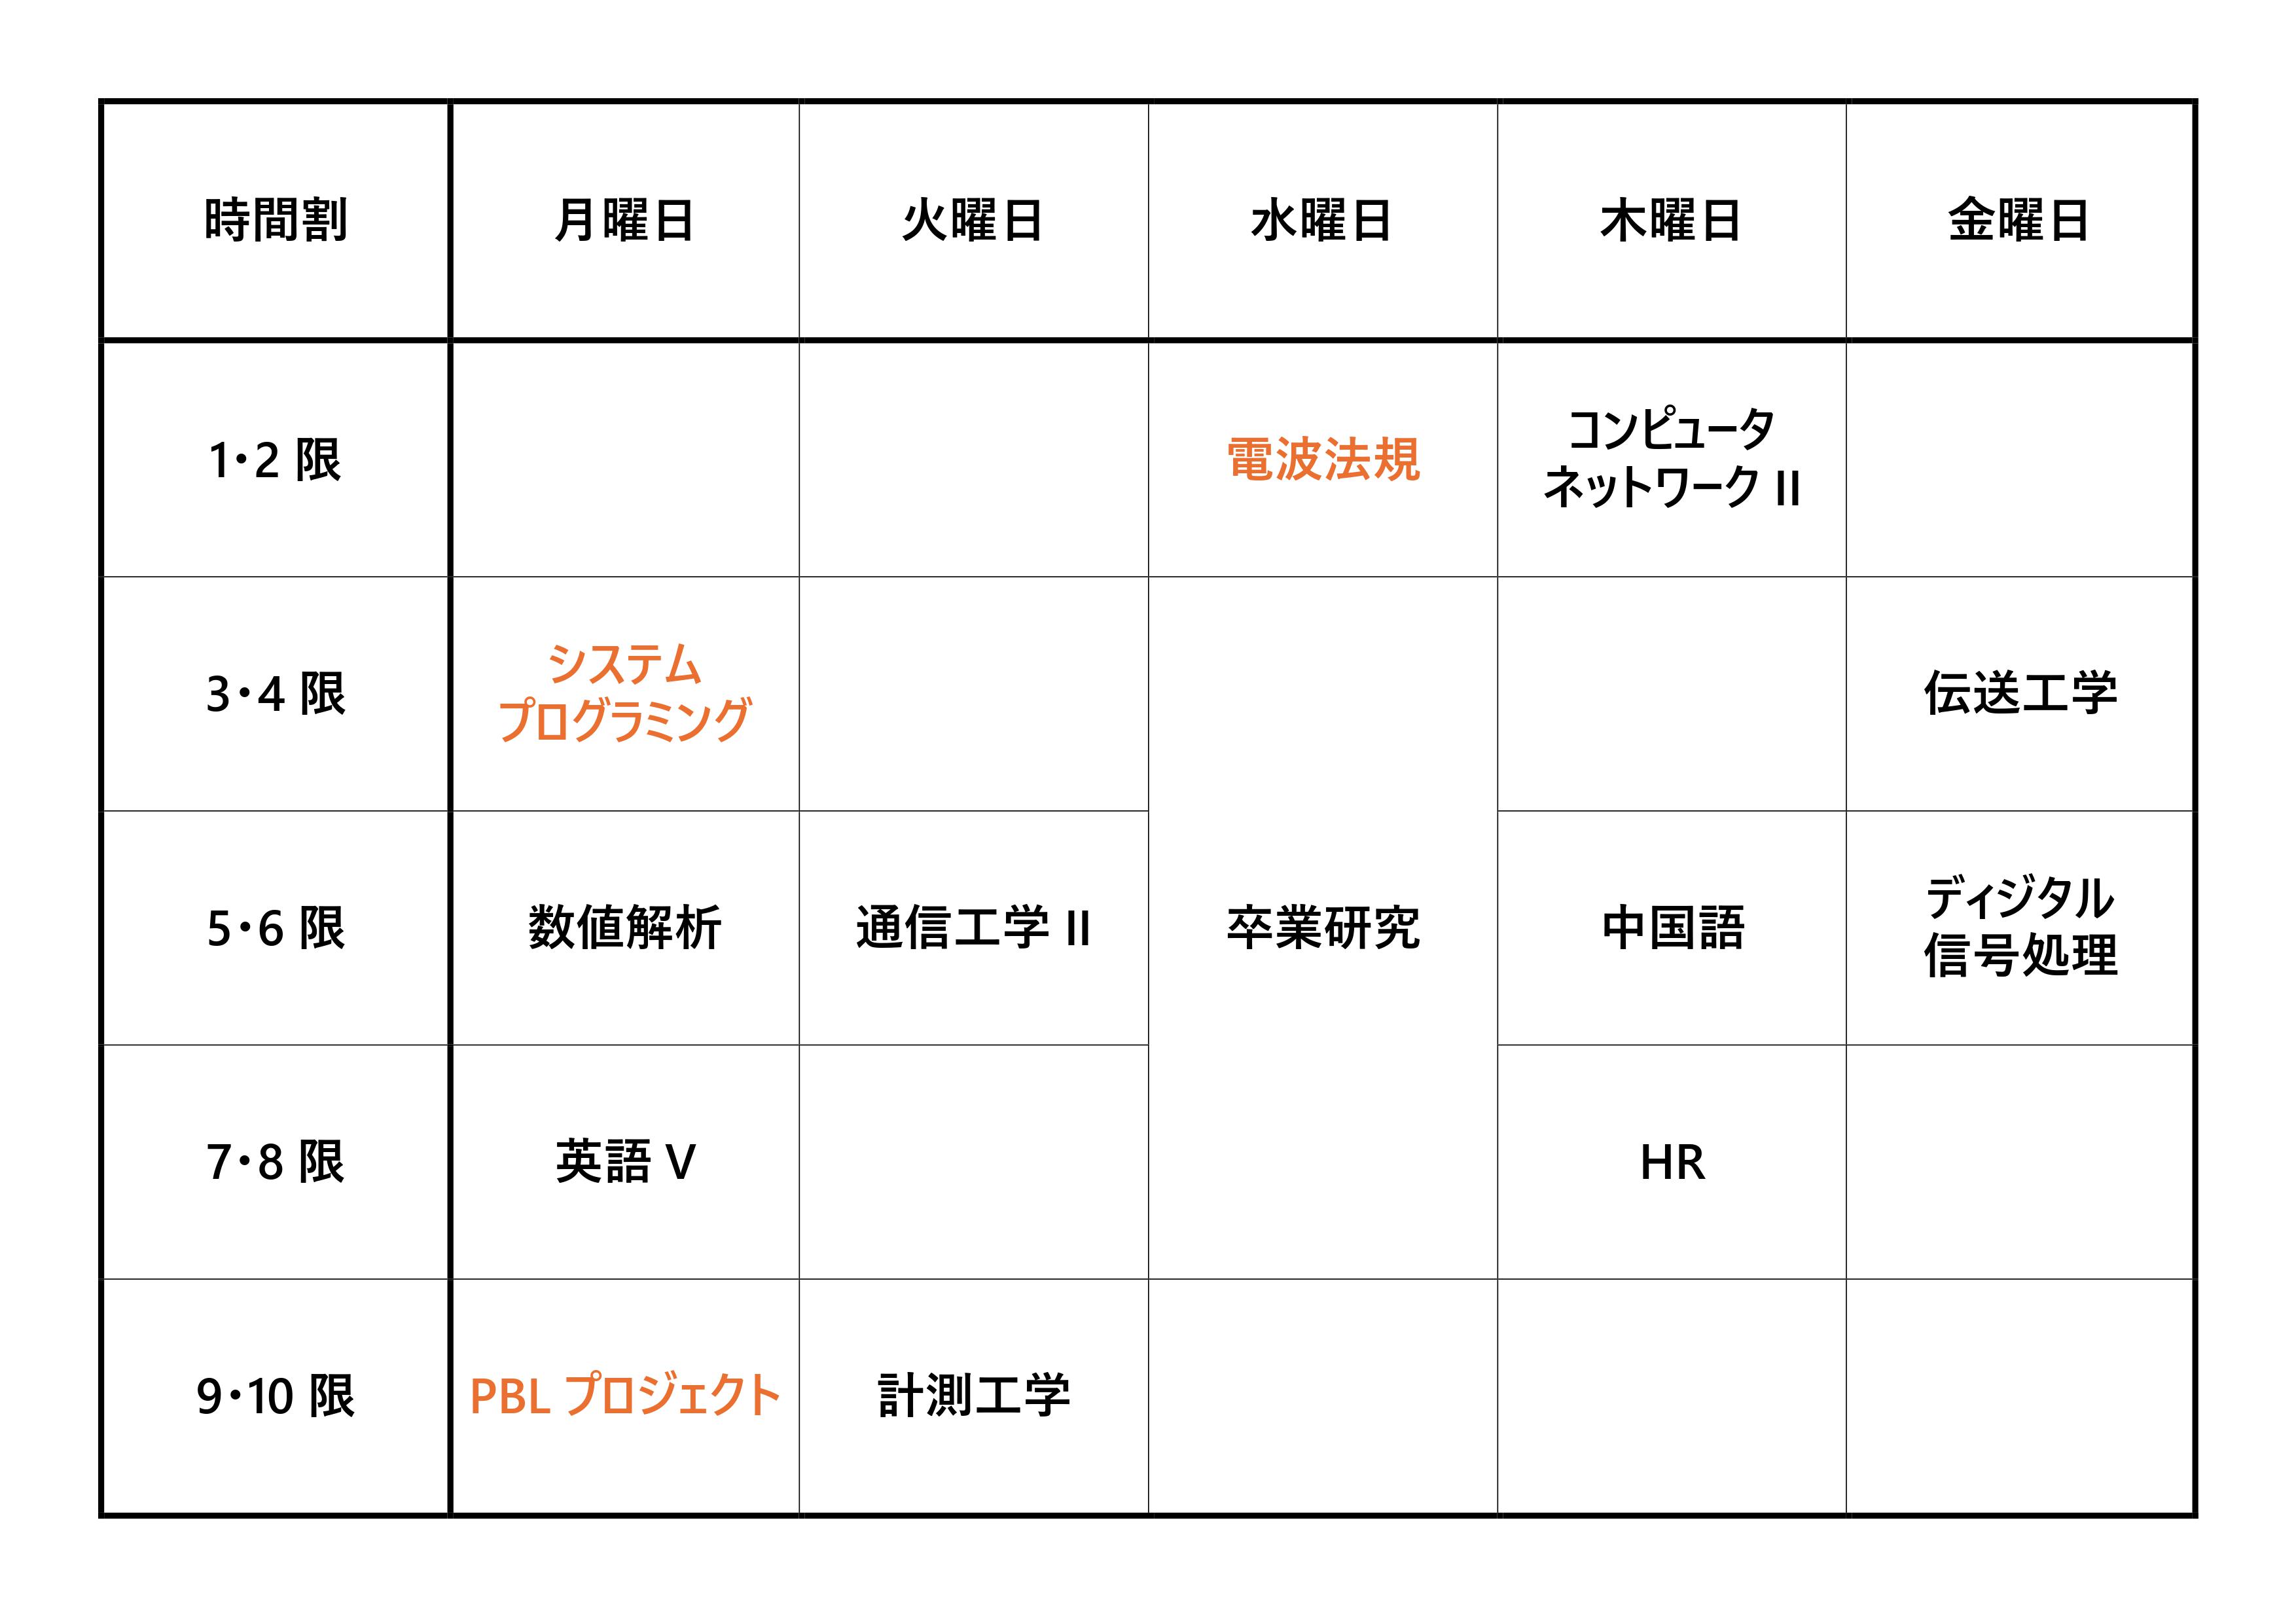 時間割
月曜日
火曜日
水曜日
木曜日
金曜日
1・2 限
電波法規
コンピュータ
ネットワーク II
3・4 限
システム
プログラミング
伝送工学
5・6 限
数値解析
通信工学 II
卒業研究
中国語
ディジタル
信号処理
7・8 限
英語 V
HR
9・10 限
PBL プロジェクト
計測工学